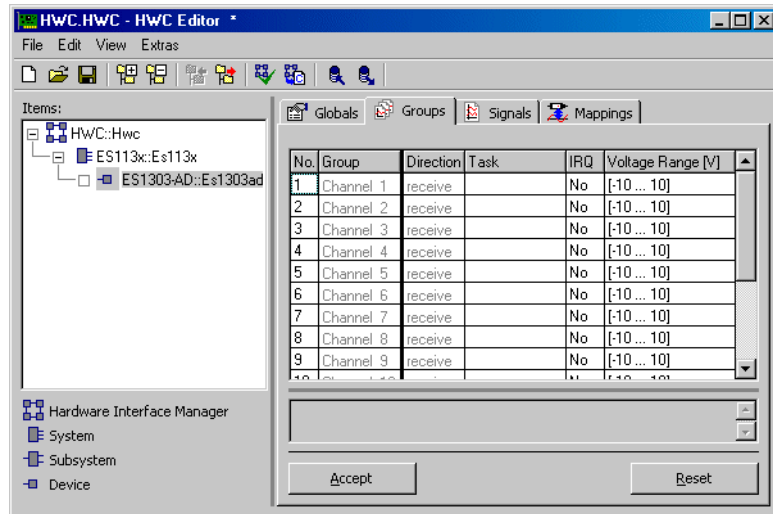 HWC.HWC - HWC Editor *
File Edit View Extras
Items:
HWC::Hwc
ES113x::Es113x
ES1303-AD::Es1303ad
Hardware Interface Manager
System
Subsystem
Device
Globals Groups Signals Mappings
No. Group Direction Task IRQ Voltage Range [V]
1 Channel 1 receive No [-10 ... 10]
2 Channel 2 receive No [-10 ... 10]
3 Channel 3 receive No [-10 ... 10]
4 Channel 4 receive No [-10 ... 10]
5 Channel 5 receive No [-10 ... 10]
6 Channel 6 receive No [-10 ... 10]
7 Channel 7 receive No [-10 ... 10]
8 Channel 8 receive No [-10 ... 10]
9 Channel 9 receive No [-10 ... 10]
Accept Reset